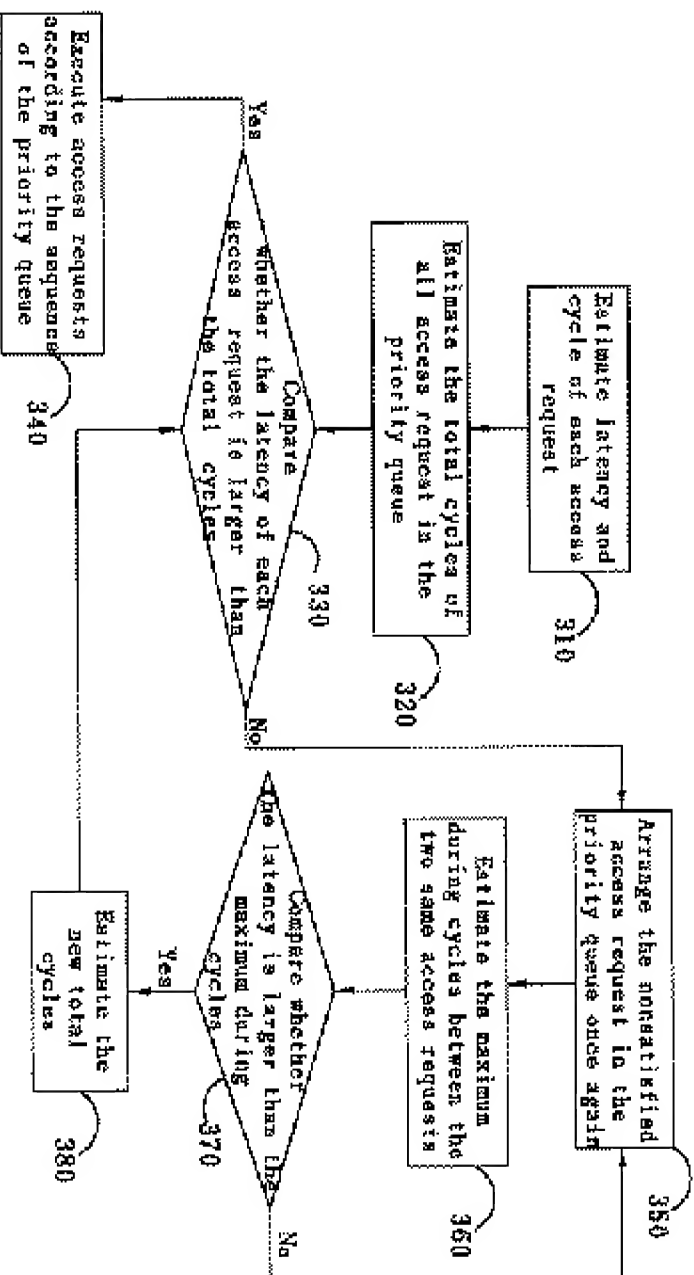 Estimate latency and
cycle of each access
request
310
Estimate the total cycles of
all access request in the
priority queue
320
Compare
whether the latency of each
access request is larger than
the total cycles
330
Yes
No
Execute access requests
according to the sequence
of the priority queue
340
Arrange the nonsatisfied
access request in the
priority queue once again
350
Estimate the maximum
during cycles between the
two same access requests
360
Compare whether
the latency is larger than the
maximum during
cycles
370
Yes
No
Estimate the
new total
cycles
380